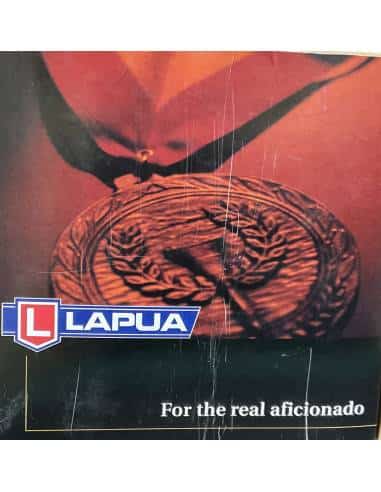 L LAPUA
For the real aficionado